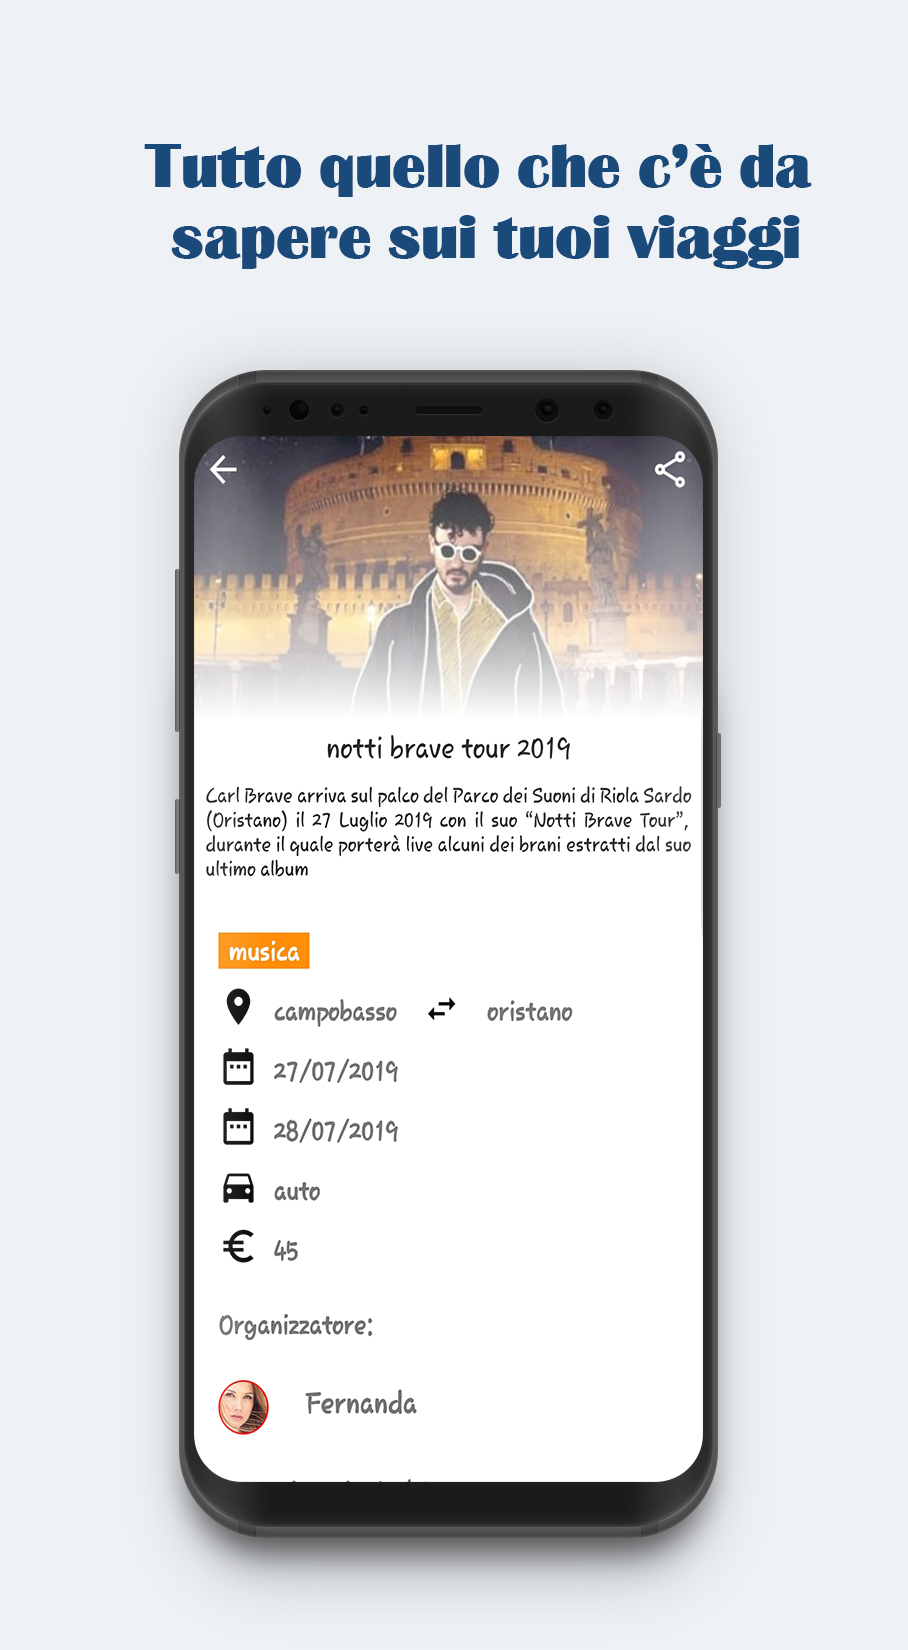 Tutto quello che c’è da
sapere sui tuoi viaggi
notti brave tour 2019
Carl Brave arriva sul palco del Parco dei Suoni di Riola Sardo
(Oristano) il 27 Luglio 2019 con il suo “Notti Brave Tour”,
durante il quale porterà live alcuni dei brani estratti dal suo
ultimo album
musica
campobasso oristano
27/07/2019
28/07/2019
auto
€ 45
Organizzatore:
Fernanda